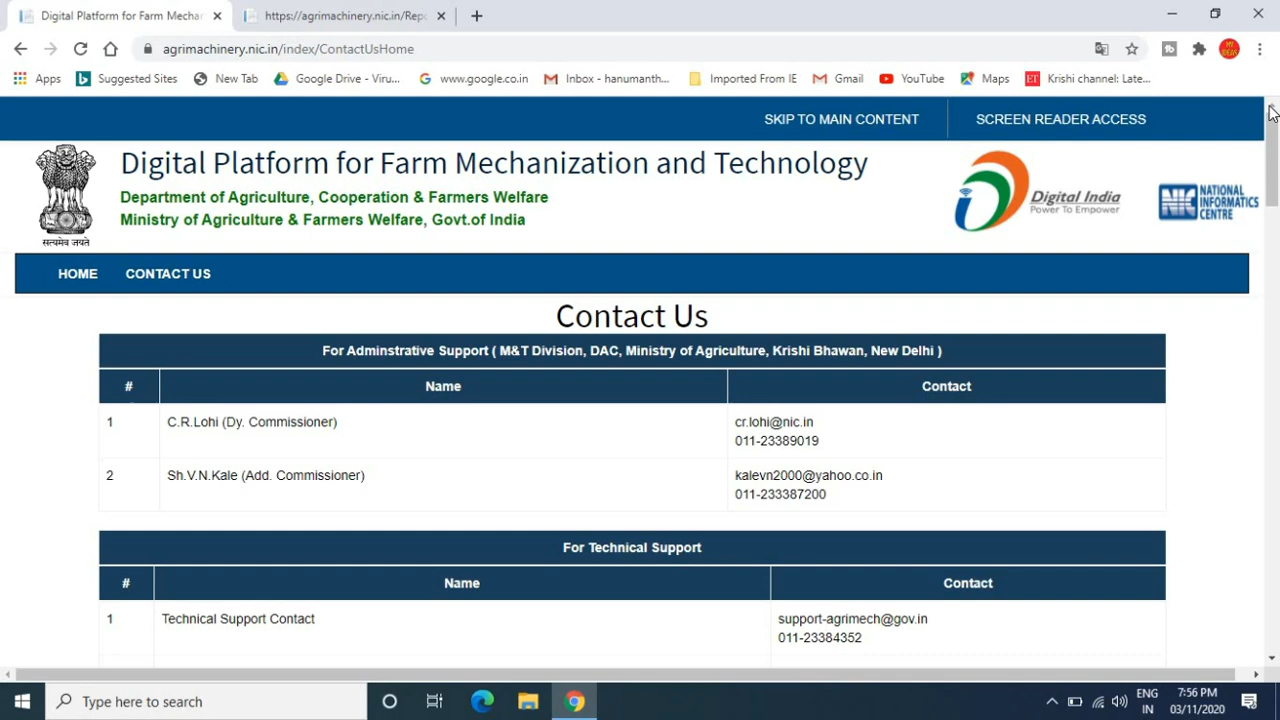 Digital Platform for Farm Mechan
https://agrimachinery.nic.in/Repo
agrimachinery.nic.in/index/ContactUsHome
Apps
Suggested Sites
New Tab
Google Drive - Viru...
www.google.co.in
Inbox - hanumanth...
Imported From IE
Gmail
YouTube
Maps
ET
Krishi channel: Late...
SKIP TO MAIN CONTENT
SCREEN READER ACCESS
Digital Platform for Farm Mechanization and Technology
Department of Agriculture, Cooperation & Farmers Welfare
Ministry of Agriculture & Farmers Welfare, Govt.of India
सत्यमेव जयते
Digital India
Power To Empower
NIC
NATIONAL
INFORMATICS
CENTRE
HOME CONTACT US
Contact Us
For Adminstrative Support ( M&T Division, DAC, Ministry of Agriculture, Krishi Bhawan, New Delhi )
# Name Contact
1 C.R.Lohi (Dy. Commissioner) cr.lohi@nic.in
011-23389019
2 Sh.V.N.Kale (Add. Commissioner) kalevn2000@yahoo.co.in
011-233387200
For Technical Support
# Name Contact
1 Technical Support Contact support-agrimech@gov.in
011-23384352
Type here to search
ENG
IN
7:56 PM
03/11/2020